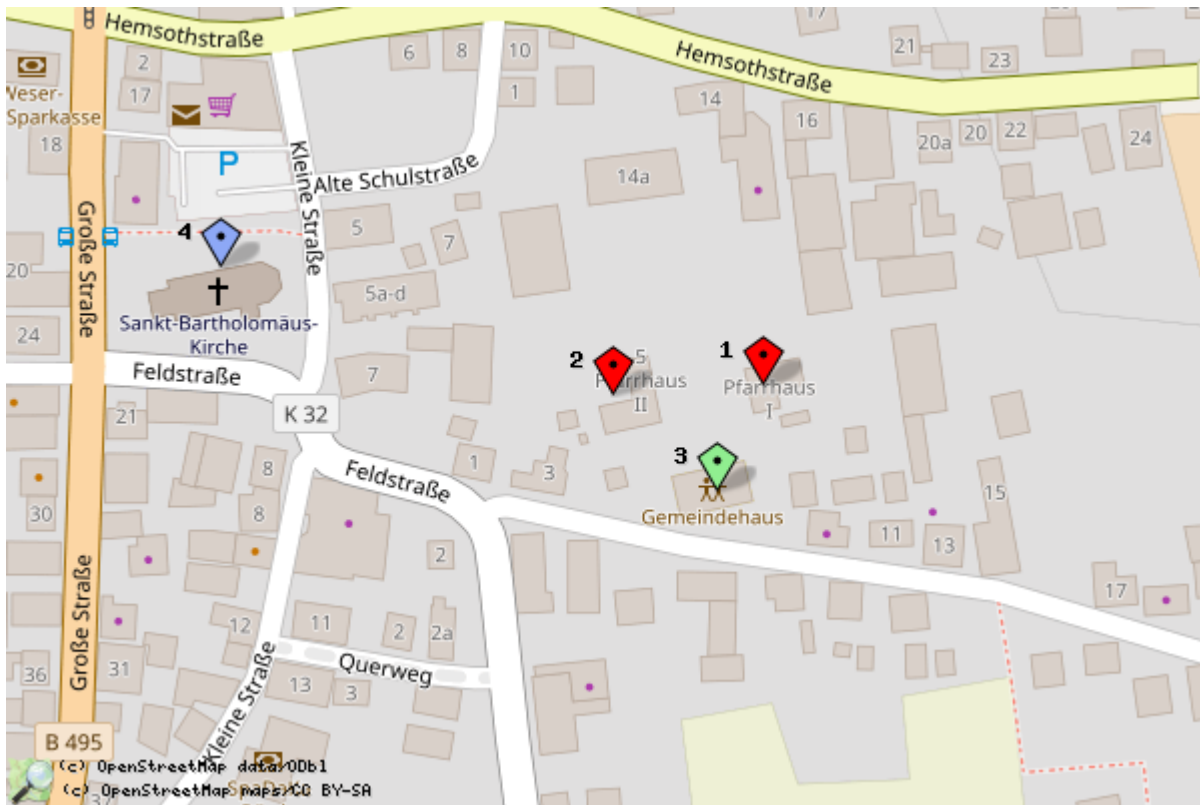 Hemsothstraße
Hemsothstraße
2
17
6
8
10
1
17
21
23
14
16
20a
20
22
24
Weser-
Sparkasse
18
P
Kleine Straße
Alte Schulstraße
14a
Große Straße
4
5
7
20
5a-d
24
Sankt-Bartholomäus-
Kirche
Feldstraße
7
2
5
Pfarrhaus
II
1
Pfarrhaus
I
K 32
21
8
1
3
Feldstraße
3
Gemeindehaus
30
8
15
11
13
2
17
Große Straße
12
11
2
2a
Querweg
36
31
13
3
Kleine Straße
B 495
(c) OpenStreetMap data/ODbl
(c) OpenStreetMap maps/CC BY-SA
37